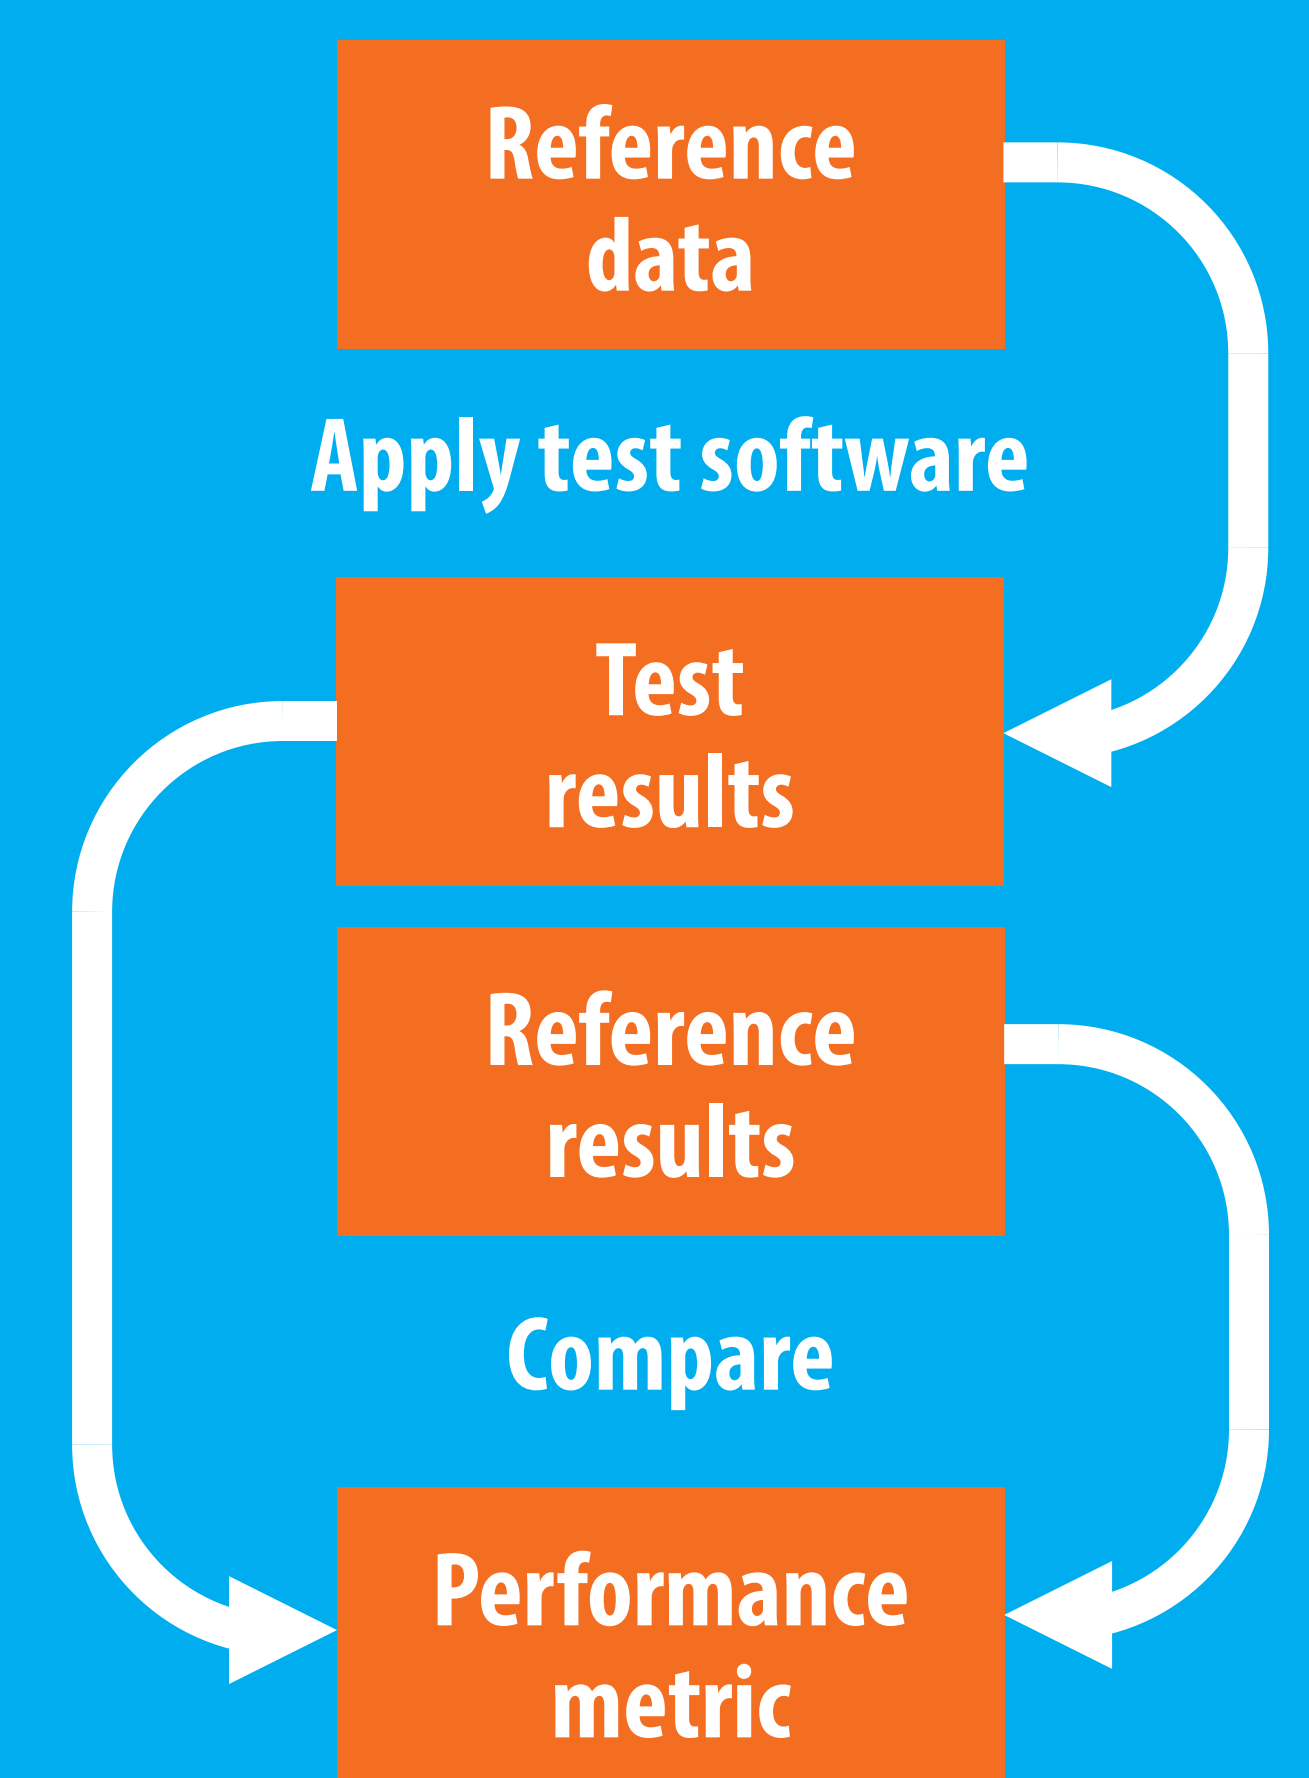 Reference
data
Apply test software
Test
results
Reference
results
Compare
Performance
metric